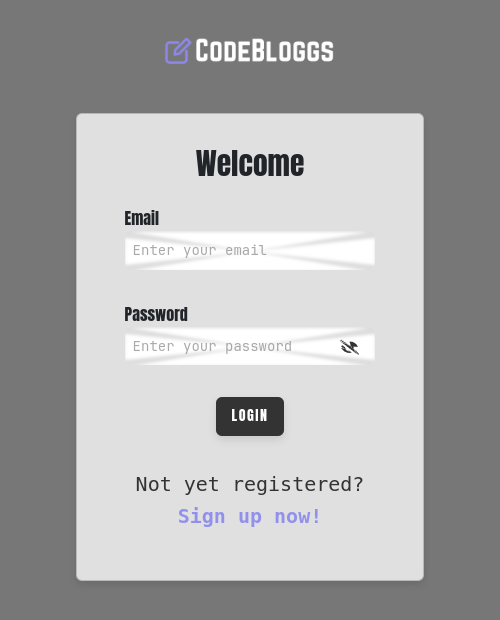 CodeBloggs
Welcome
Email
Enter your email
Password
Enter your password
LOGIN
Not yet registered?
Sign up now!